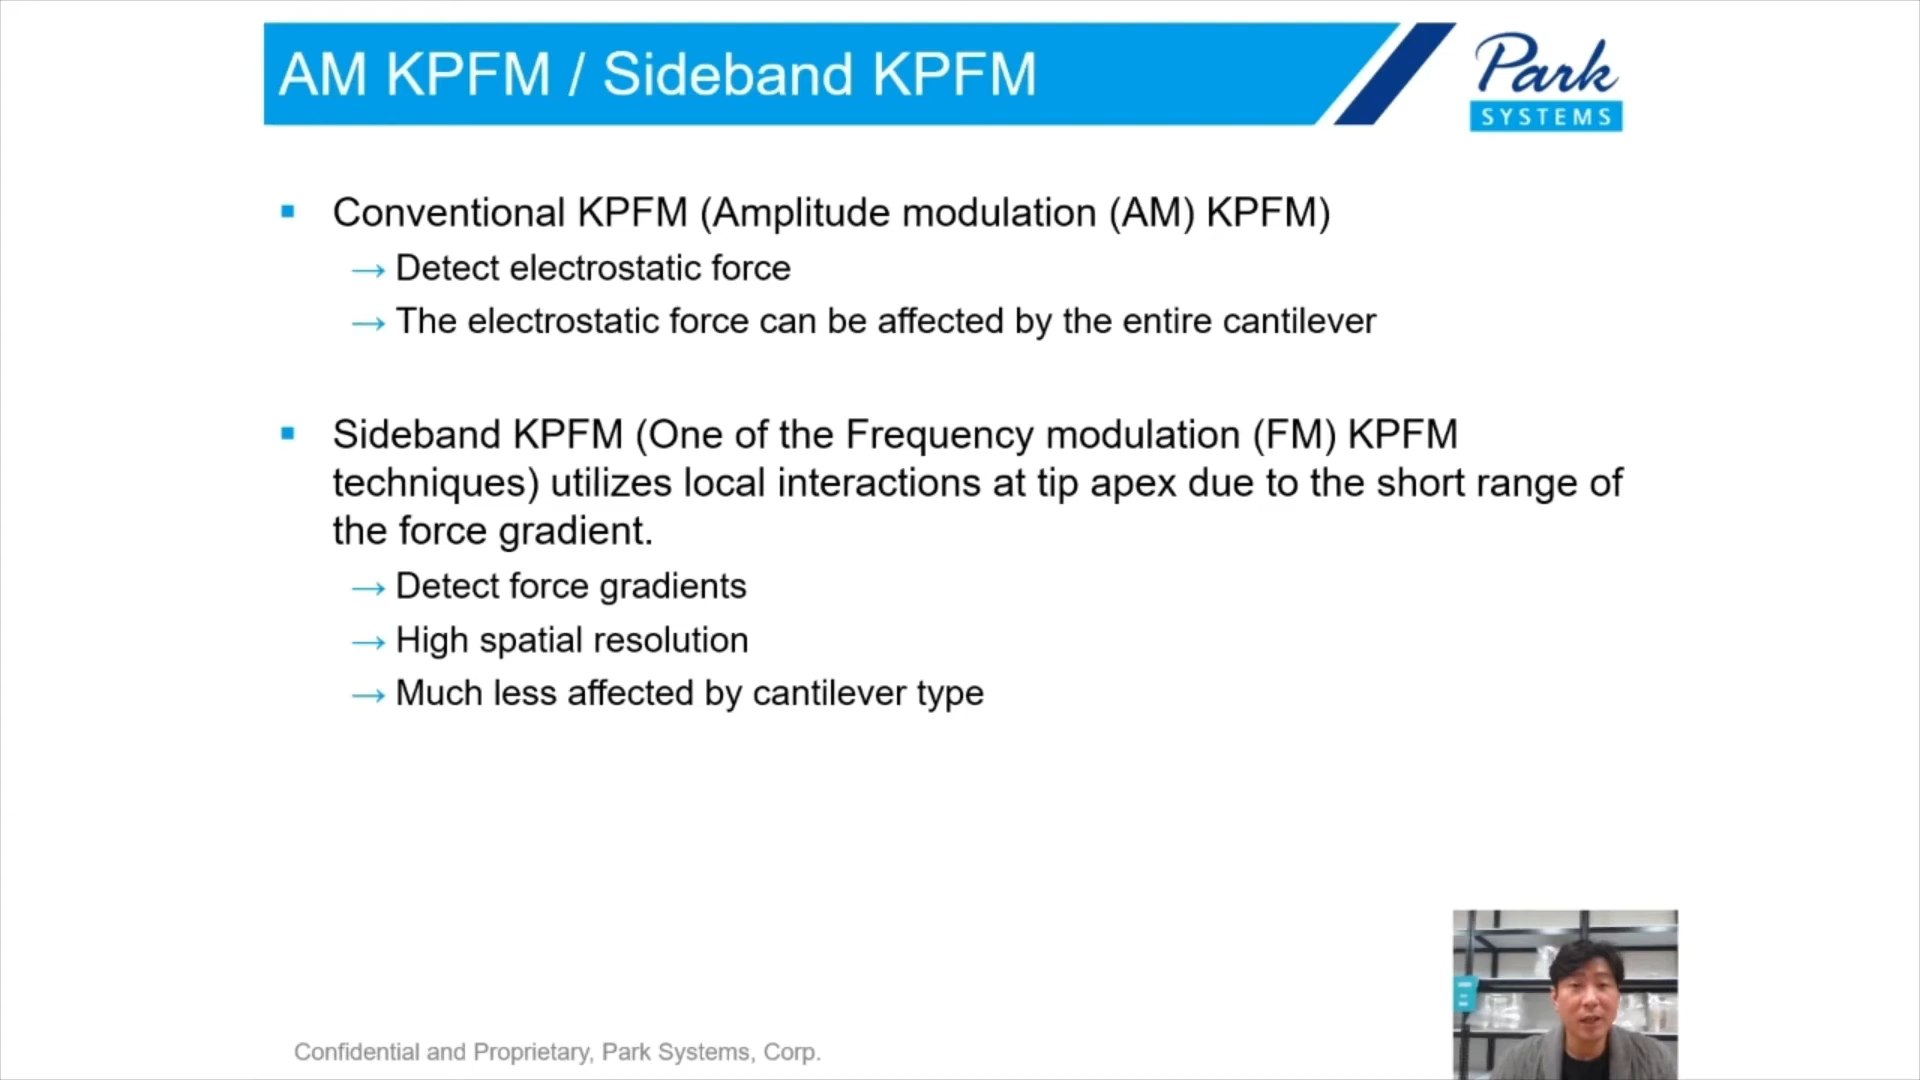 AM KPFM / Sideband KPFM
Park
SYSTEMS
▪ Conventional KPFM (Amplitude modulation (AM) KPFM)
→ Detect electrostatic force
→ The electrostatic force can be affected by the entire cantilever
▪ Sideband KPFM (One of the Frequency modulation (FM) KPFM
techniques) utilizes local interactions at tip apex due to the short range of
the force gradient.
→ Detect force gradients
→ High spatial resolution
→ Much less affected by cantilever type
Confidential and Proprietary, Park Systems, Corp.